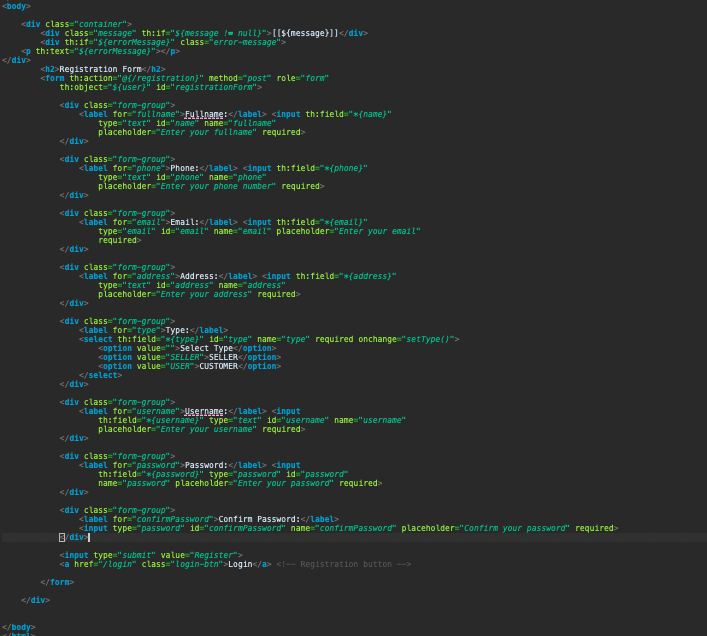 <body>
<div class="container">
<div class="message" th:if="${message != null}">[[${message}]]</div>
<div th:if="${errorMessage}" class="error-message">
<p th:text="${errorMessage}"></p>
</div>
<h2>Registration Form</h2>
<form th:action="@{/registration}" method="post" role="form"
th:object="${user}" id="registrationForm">
<div class="form-group">
<label for="fullname">Fullname:</label> <input th:field="*{name}"
type="text" id="name" name="fullname"
placeholder="Enter your fullname" required>
</div>
<div class="form-group">
<label for="phone">Phone:</label> <input th:field="*{phone}"
type="text" id="phone" name="phone"
placeholder="Enter your phone number" required>
</div>
<div class="form-group">
<label for="email">Email:</label> <input th:field="*{email}"
type="email" id="email" name="email" placeholder="Enter your email"
required>
</div>
<div class="form-group">
<label for="address">Address:</label> <input th:field="*{address}"
type="text" id="address" name="address"
placeholder="Enter your address" required>
</div>
<div class="form-group">
<label for="type">Type:</label>
<select th:field="*{type}" id="type" name="type" required onchange="setType()">
<option value="">Select Type</option>
<option value="SELLER">SELLER</option>
<option value="USER">CUSTOMER</option>
</select>
</div>
<div class="form-group">
<label for="username">Username:</label> <input
th:field="*{username}" type="text" id="username" name="username"
placeholder="Enter your username" required>
</div>
<div class="form-group">
<label for="password">Password:</label> <input
th:field="*{password}" type="password" id="password"
name="password" placeholder="Enter your password" required>
</div>
<div class="form-group">
<label for="confirmPassword">Confirm Password:</label>
<input type="password" id="confirmPassword" name="confirmPassword" placeholder="Confirm your password" required>
</div>
<input type="submit" value="Register">
<a href="/login" class="login-btn">Login</a> <!-- Registration button -->
</form>
</div>
</body>
</html>